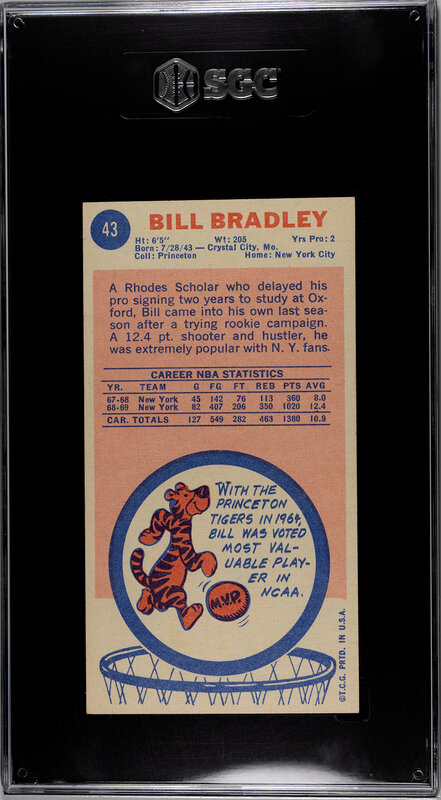 SGC
43
BILL BRADLEY
Ht: 6'5" Wt: 205 Yrs Pro: 2
Born: 7/28/43 — Crystal City, Mo.
Coll: Princeton Home: New York City
A Rhodes Scholar who delayed his
pro signing two years to study at Ox-
ford, Bill came into his own last sea-
son after a trying rookie campaign.
A 12.4 pt. shooter and hustler, he
was extremely popular with N. Y. fans.
CAREER NBA STATISTICS
YR. TEAM G FG FT REB PTS AVG
67-68 New York 45 142 76 113 360 8.0
68-69 New York 82 407 206 350 1020 12.4
CAR. TOTALS 127 549 282 463 1380 10.9
WITH THE
PRINCETON
TIGERS IN 1964,
BILL WAS VOTED
MOST VAL-
UABLE PLAY-
ER IN
NCAA.
M.V.P.
©T.C.G. PRTD. IN U.S.A.